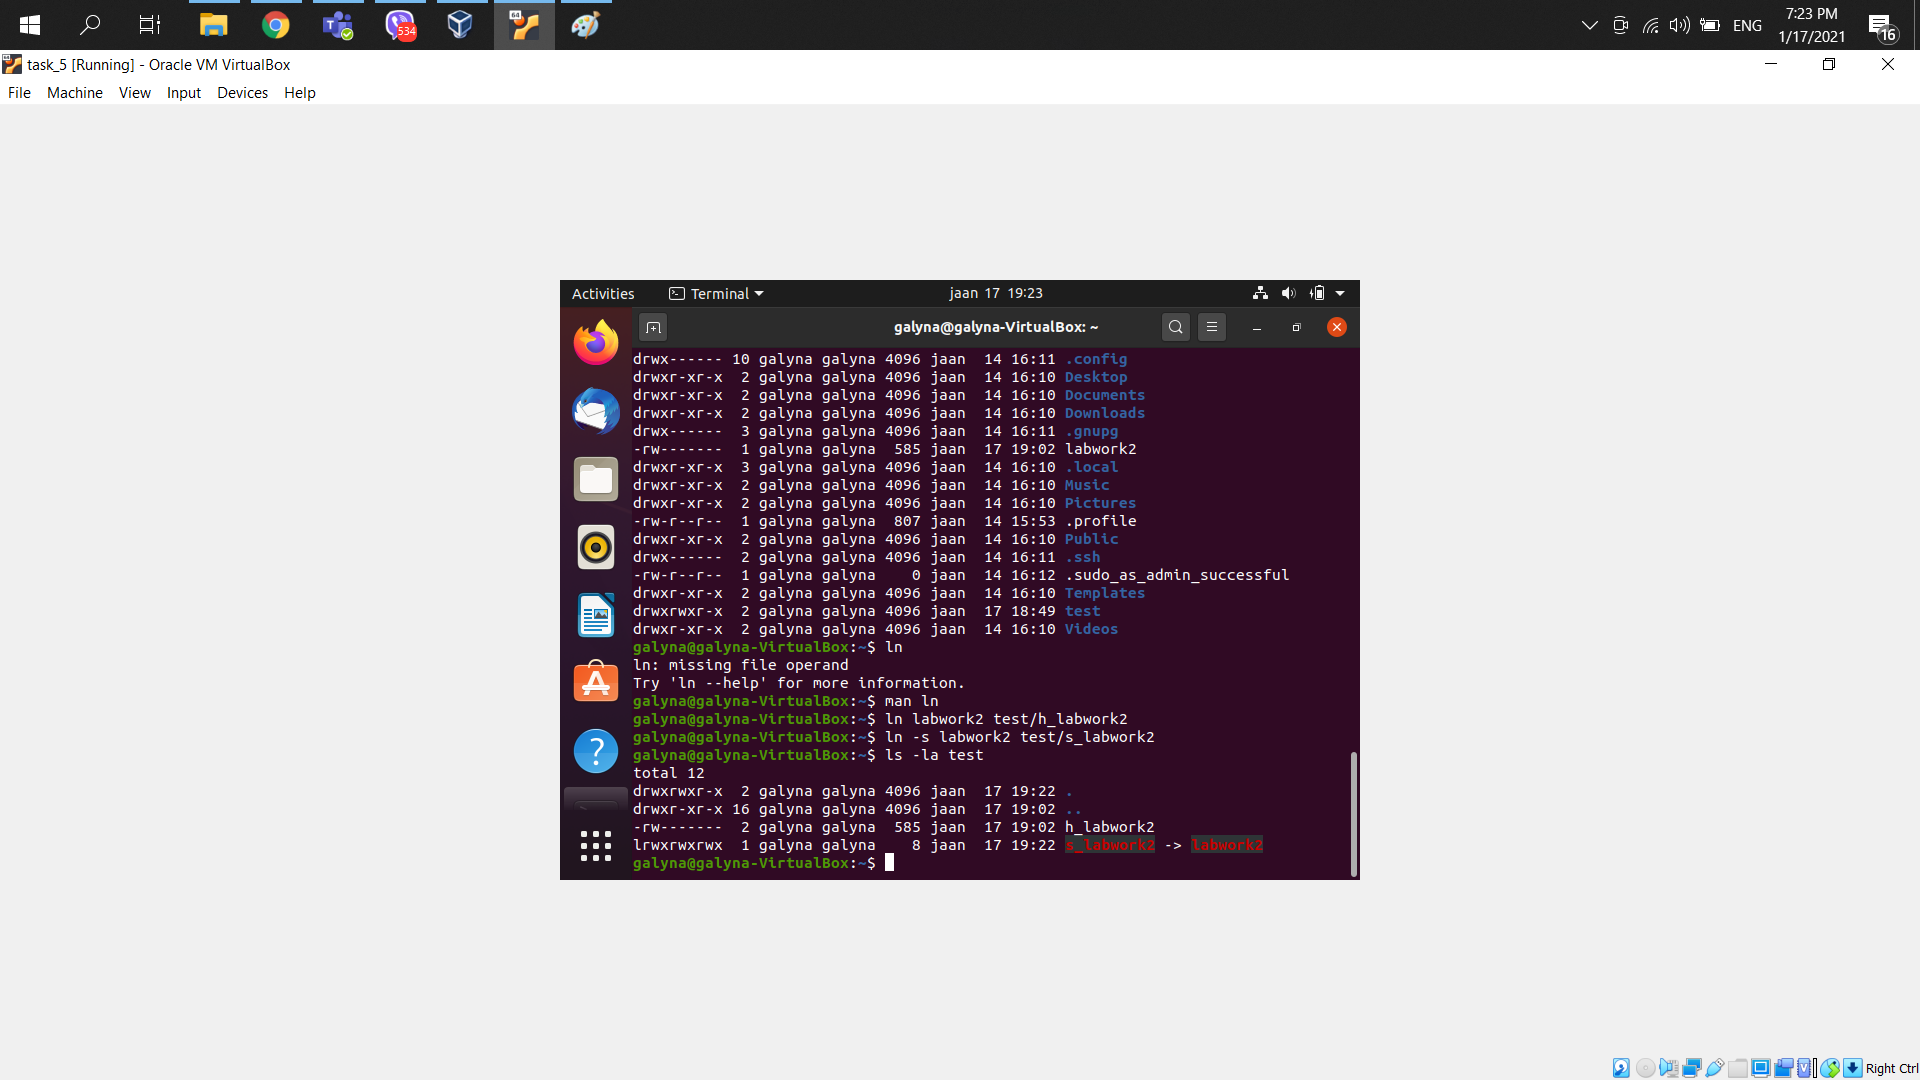 534
64
ENG
7:23 PM
1/17/2021
16
task_5 [Running] - Oracle VM VirtualBox
File Machine View Input Devices Help
Activities Terminal jaan 17 19:23
galyna@galyna-VirtualBox: ~
drwx------ 10 galyna galyna 4096 jaan  14 16:11 .config
drwxr-xr-x  2 galyna galyna 4096 jaan  14 16:10 Desktop
drwxr-xr-x  2 galyna galyna 4096 jaan  14 16:10 Documents
drwxr-xr-x  2 galyna galyna 4096 jaan  14 16:10 Downloads
drwx------  3 galyna galyna 4096 jaan  14 16:11 .gnupg
-rw-------  1 galyna galyna  585 jaan  17 19:02 labwork2
drwxr-xr-x  3 galyna galyna 4096 jaan  14 16:10 .local
drwxr-xr-x  2 galyna galyna 4096 jaan  14 16:10 Music
drwxr-xr-x  2 galyna galyna 4096 jaan  14 16:10 Pictures
-rw-r--r--  1 galyna galyna  807 jaan  14 15:53 .profile
drwxr-xr-x  2 galyna galyna 4096 jaan  14 16:10 Public
drwx------  2 galyna galyna 4096 jaan  14 16:11 .ssh
-rw-r--r--  1 galyna galyna    0 jaan  14 16:12 .sudo_as_admin_successful
drwxr-xr-x  2 galyna galyna 4096 jaan  14 16:10 Templates
drwxrwxr-x  2 galyna galyna 4096 jaan  17 18:49 test
drwxr-xr-x  2 galyna galyna 4096 jaan  14 16:10 Videos
galyna@galyna-VirtualBox:~$ ln
ln: missing file operand
Try 'ln --help' for more information.
galyna@galyna-VirtualBox:~$ man ln
galyna@galyna-VirtualBox:~$ ln labwork2 test/h_labwork2
galyna@galyna-VirtualBox:~$ ln -s labwork2 test/s_labwork2
galyna@galyna-VirtualBox:~$ ls -la test
total 12
drwxrwxr-x  2 galyna galyna 4096 jaan  17 19:22 .
drwxr-xr-x 16 galyna galyna 4096 jaan  17 19:02 ..
-rw-------  2 galyna galyna  585 jaan  17 19:02 h_labwork2
lrwxrwxrwx  1 galyna galyna    8 jaan  17 19:22 s_labwork2 -> labwork2
galyna@galyna-VirtualBox:~$
Right Ctrl